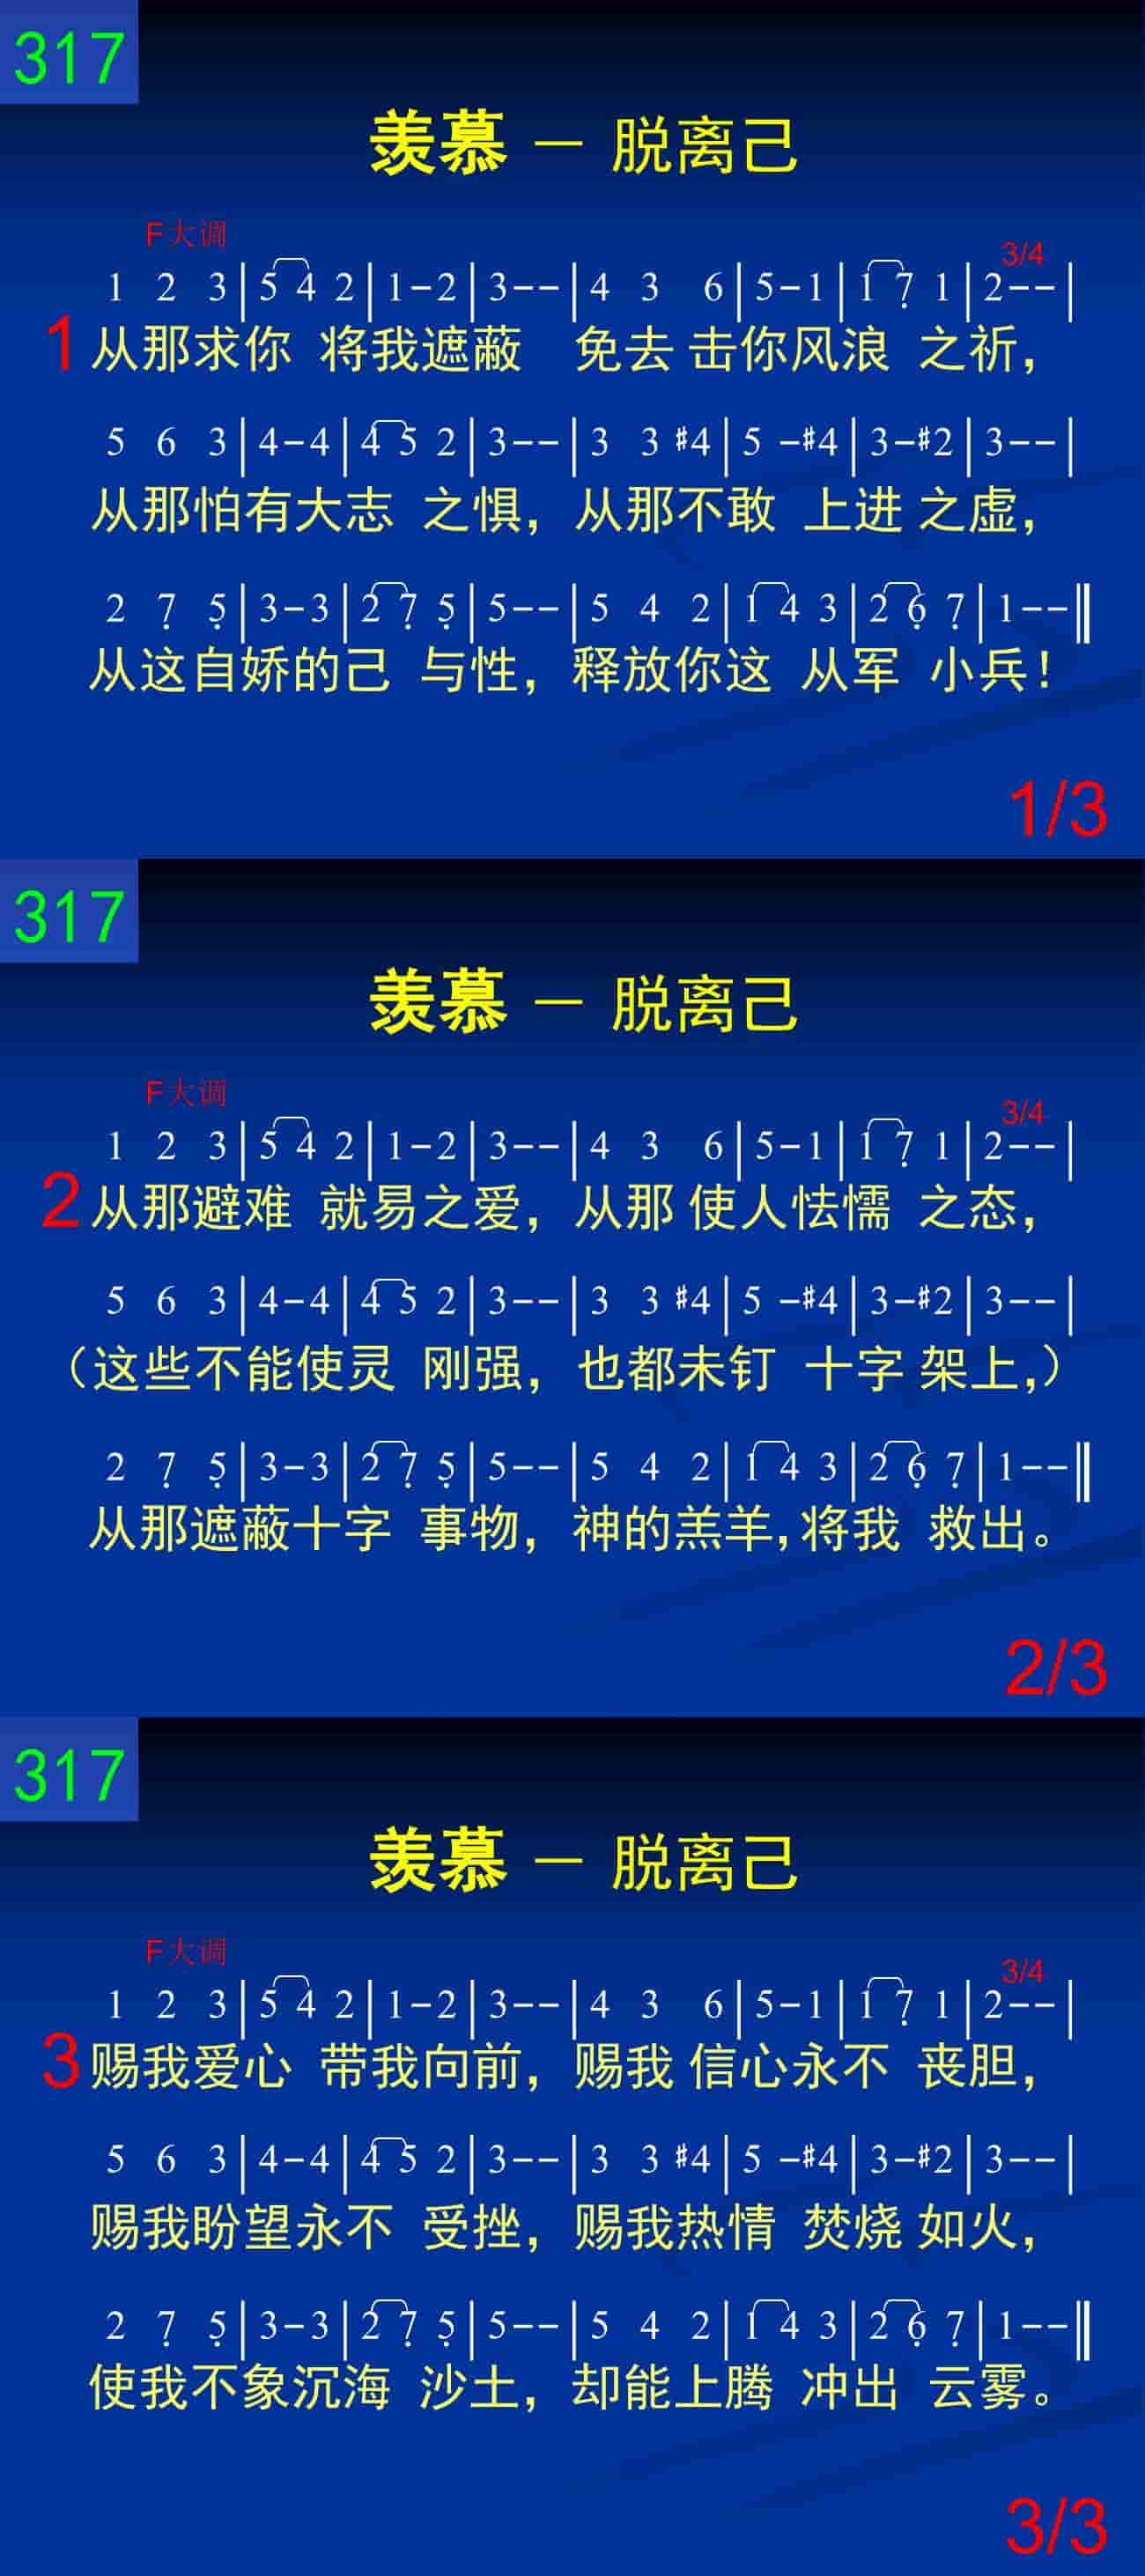 317
羡慕 — 脱离己
F大调
3/4
1 2 3|5 4 2|1-2|3--|4 3 6|5-1|1 7̣ 1|2--|
1 从那求你 将我遮蔽 免去 击你风浪 之祈，
5 6 3|4-4|4 5 2|3--|3 3 #4|5 -#4|3-#2|3--|
从那怕有大志 之惧，从那不敢 上进 之虚，
2 7̣ 5̣|3-3|2 7̣ 5̣|5--|5 4 2|1 4 3|2 6̣ 7̣|1--‖
从这自娇的己 与性，释放你这 从军 小兵！
1/3
317
羡慕 — 脱离己
F大调
3/4
1 2 3|5 4 2|1-2|3--|4 3 6|5-1|1 7̣ 1|2--|
2 从那避难 就易之爱，从那 使人怯懦 之态，
5 6 3|4-4|4 5 2|3--|3 3 #4|5 -#4|3-#2|3--|
（这些不能使灵 刚强，也都未钉 十字 架上，）
2 7̣ 5̣|3-3|2 7̣ 5̣|5--|5 4 2|1 4 3|2 6̣ 7̣|1--‖
从那遮蔽十字 事物，神的羔羊，将我 救出。
2/3
317
羡慕 — 脱离己
F大调
3/4
1 2 3|5 4 2|1-2|3--|4 3 6|5-1|1 7̣ 1|2--|
3 赐我爱心 带我向前，赐我 信心永不 丧胆，
5 6 3|4-4|4 5 2|3--|3 3 #4|5 -#4|3-#2|3--|
赐我盼望永不 受挫，赐我热情 焚烧 如火，
2 7̣ 5̣|3-3|2 7̣ 5̣|5--|5 4 2|1 4 3|2 6̣ 7̣|1--‖
使我不象沉海 沙土，却能上腾 冲出 云雾。
3/3